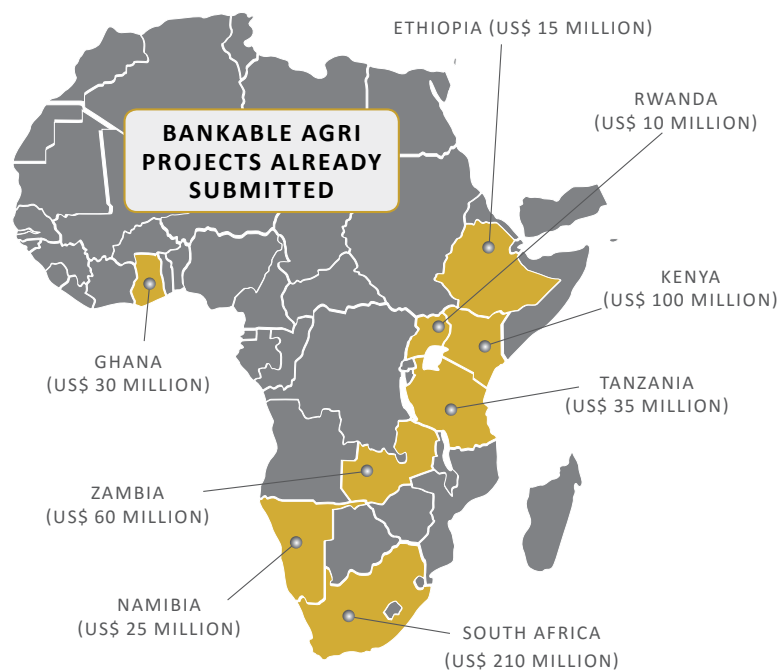 ETHIOPIA (US$ 15 MILLION)
RWANDA
(US$ 10 MILLION)
BANKABLE AGRI
PROJECTS ALREADY
SUBMITTED
KENYA
(US$ 100 MILLION)
GHANA
(US$ 30 MILLION)
TANZANIA
(US$ 35 MILLION)
ZAMBIA
(US$ 60 MILLION)
NAMIBIA
(US$ 25 MILLION)
SOUTH AFRICA
(US$ 210 MILLION)